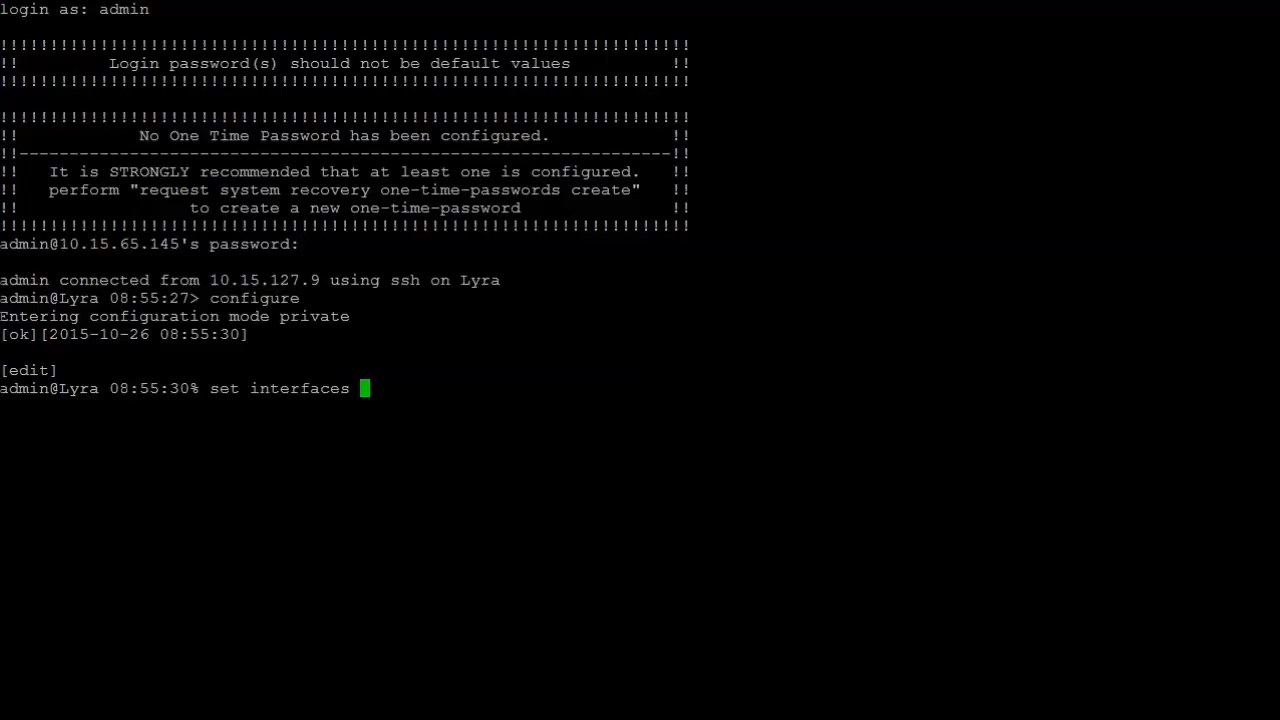 login as: admin
!!!!!!!!!!!!!!!!!!!!!!!!!!!!!!!!!!!!!!!!!!!!!!!!!!!!!!!!!!!!!!!!!!!!!
!!         Login password(s) should not be default values          !!
!!!!!!!!!!!!!!!!!!!!!!!!!!!!!!!!!!!!!!!!!!!!!!!!!!!!!!!!!!!!!!!!!!!!!
!!!!!!!!!!!!!!!!!!!!!!!!!!!!!!!!!!!!!!!!!!!!!!!!!!!!!!!!!!!!!!!!!!!!!
!!            No One Time Password has been configured.            !!
!!-----------------------------------------------------------------!!
!!   It is STRONGLY recommended that at least one is configured.   !!
!!   perform "request system recovery one-time-passwords create"   !!
!!                 to create a new one-time-password               !!
!!!!!!!!!!!!!!!!!!!!!!!!!!!!!!!!!!!!!!!!!!!!!!!!!!!!!!!!!!!!!!!!!!!!!
admin@10.15.65.145's password:
admin connected from 10.15.127.9 using ssh on Lyra
admin@Lyra 08:55:27> configure
Entering configuration mode private
[ok][2015-10-26 08:55:30]
[edit]
admin@Lyra 08:55:30% set interfaces